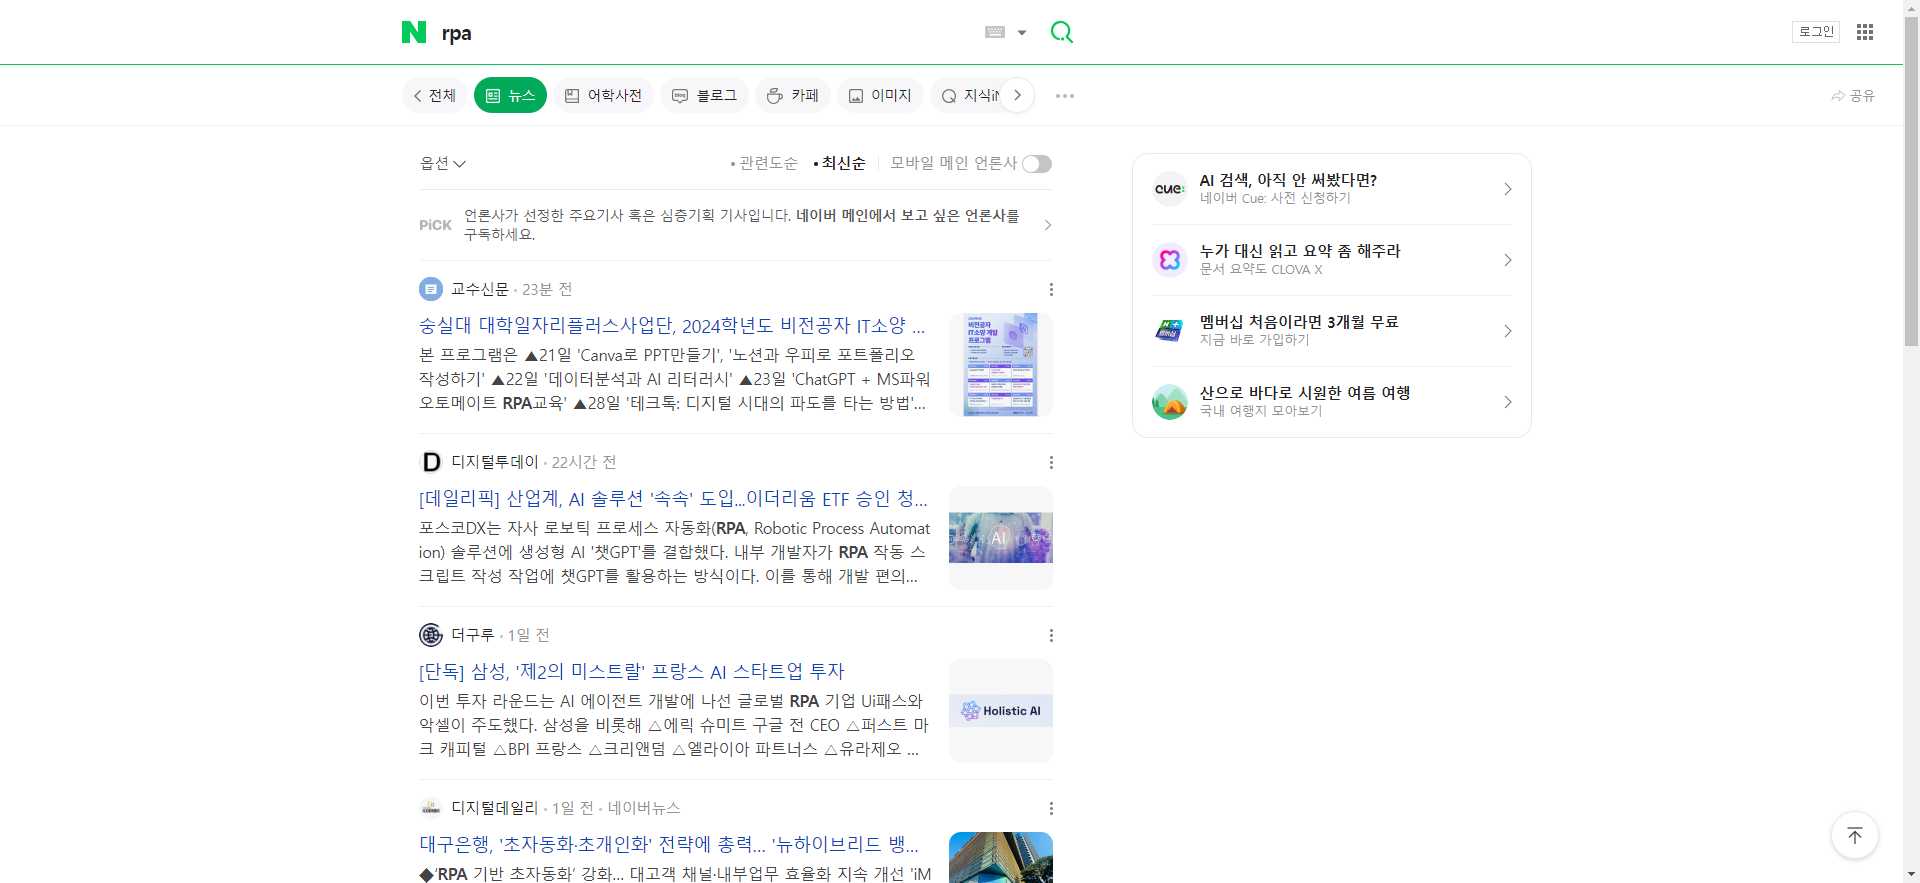 N rpa
로그인
전체
뉴스
어학사전
블로그
카페
이미지
공유
옵션
관련도순
최신순
모바일 메인 언론사
PiCK
언론사가 선정한 주요기사 혹은 심층기획 기사입니다. 네이버 메인에서 보고 싶은 언론사를
구독하세요.
교수신문 · 23분 전
숭실대 대학일자리플러스사업단, 2024학년도 비전공자 IT소양 ...
본 프로그램은 ▲21일 'Canva로 PPT만들기', '노션과 우피로 포트폴리오
작성하기' ▲22일 '데이터분석과 AI 리터러시' ▲23일 'ChatGPT + MS파워
오토메이트 RPA교육' ▲28일 '테크톡: 디지털 시대의 파도를 타는 방법'...
비전공자
IT소양 개발
프로그램
D
디지털투데이 · 22시간 전
[데일리픽] 산업계, AI 솔루션 '속속' 도입...이더리움 ETF 승인 청...
포스코DX는 자사 로보틱 프로세스 자동화(RPA, Robotic Process Automat
ion) 솔루션에 생성형 AI '챗GPT'를 결합했다. 내부 개발자가 RPA 작동 스
크립트 작성 작업에 챗GPT를 활용하는 방식이다. 이를 통해 개발 편의...
AI
더구루 · 1일 전
[단독] 삼성, '제2의 미스트랄' 프랑스 AI 스타트업 투자
이번 투자 라운드는 AI 에이전트 개발에 나선 글로벌 RPA 기업 Ui패스와
악셀이 주도했다. 삼성을 비롯해 △에릭 슈미트 구글 전 CEO △퍼스트 마
크 캐피털 △BPI 프랑스 △크리앤덤 △엘라이아 파트너스 △유라제오 ...
Holistic AI
디지털데일리 · 1일 전 · 네이버뉴스
대구은행, '초자동화·초개인화' 전략에 총력... '뉴하이브리드 뱅...
◆'RPA 기반 초자동화' 강화... 대고객 채널·내부업무 효율화 지속 개선 'iM
cue:
AI 검색, 아직 안 써봤다면?
네이버 Cue: 사전 신청하기
누가 대신 읽고 요약 좀 해주라
문서 요약도 CLOVA X
멤버십 처음이라면 3개월 무료
지금 바로 가입하기
산으로 바다로 시원한 여름 여행
국내 여행지 모아보기